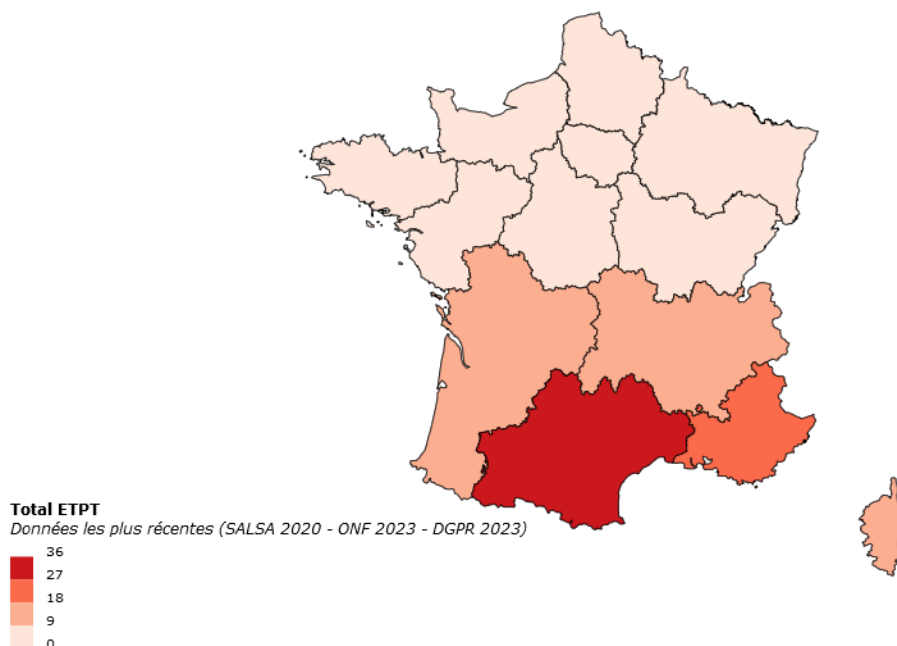 Total ETPT
Données les plus récentes (SALSA 2020 - ONF 2023 - DGPR 2023)
36
27
18
9
0